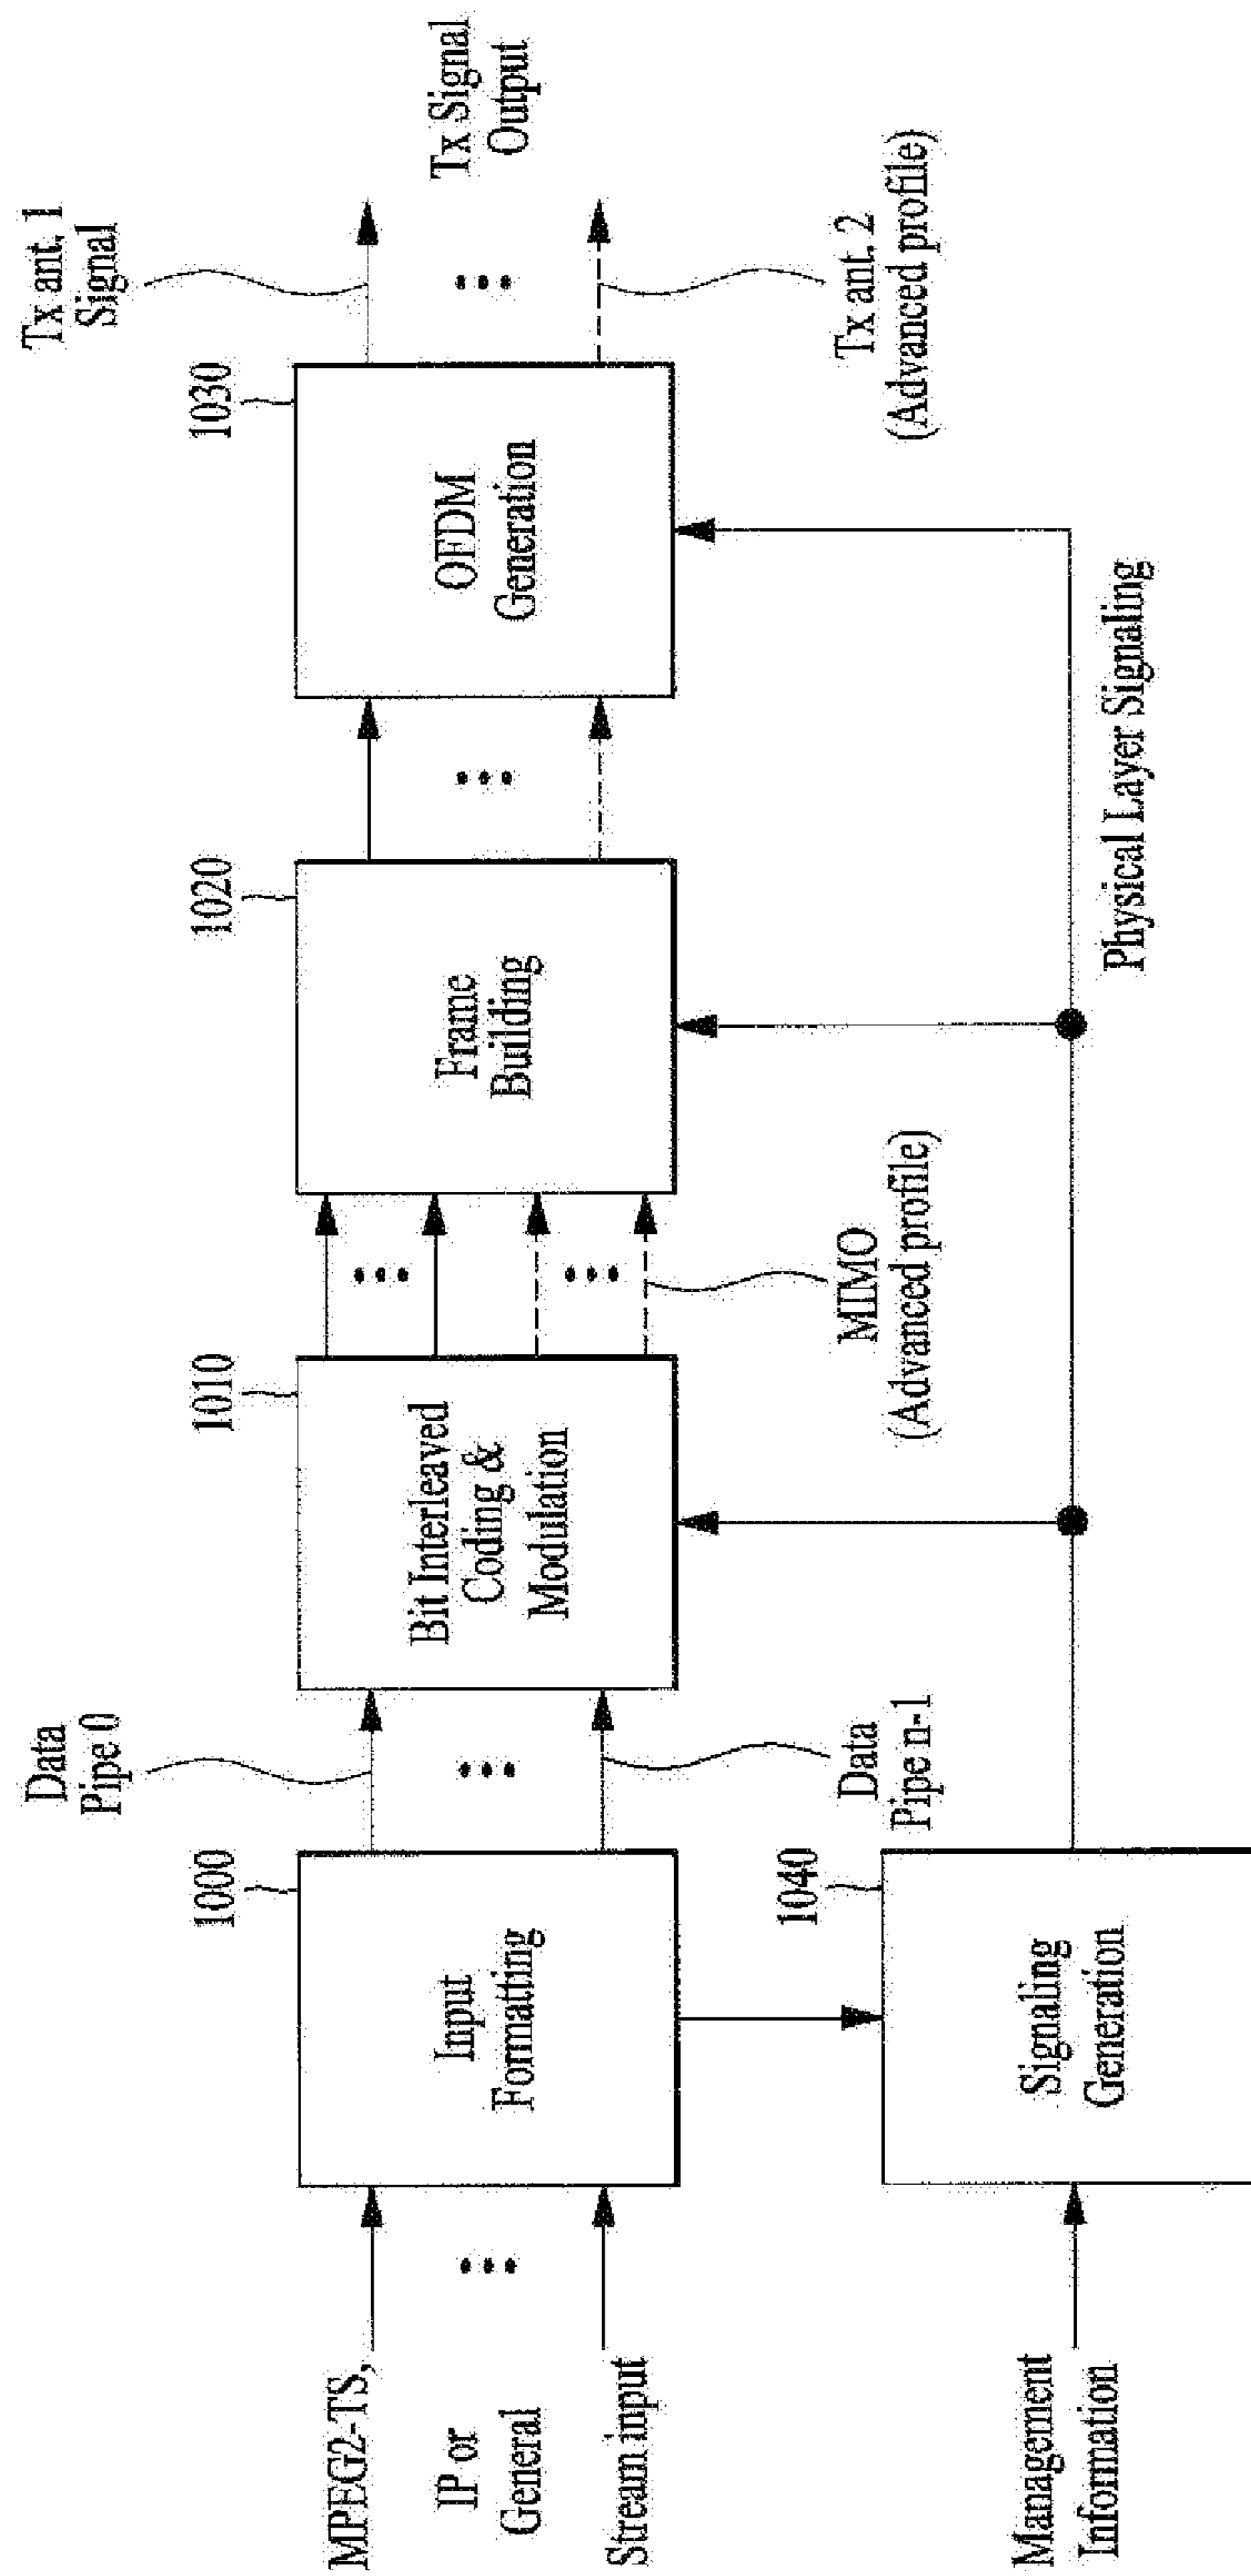 Tx ant. 1
Signal
Data
Pipe 0
1000
1010
1020
1030
MPEG2-TS,
IP or
General
Stream input
Input
Formatting
Bit Interleaved
Coding &
Modulation
Frame
Building
OFDM
Generation
Tx Signal
Output
Data
Pipe n-1
MIMO
(Advanced profile)
Tx ant. 2
(Advanced profile)
1040
Management
Information
Signaling
Generation
Physical Layer Signaling